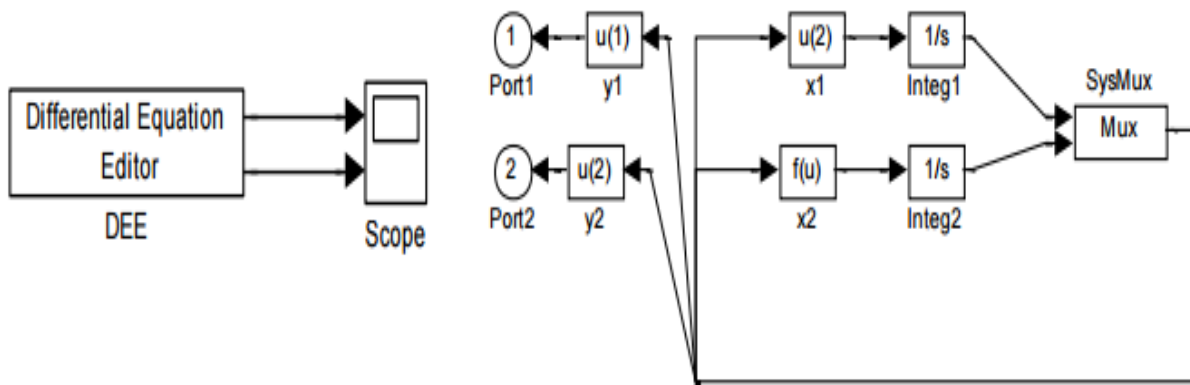 Differential Equation
Editor
DEE
Scope
1
Port1
u(1)
y1
u(2)
x1
1/s
Integ1
SysMux
Mux
2
Port2
u(2)
y2
f(u)
x2
1/s
Integ2